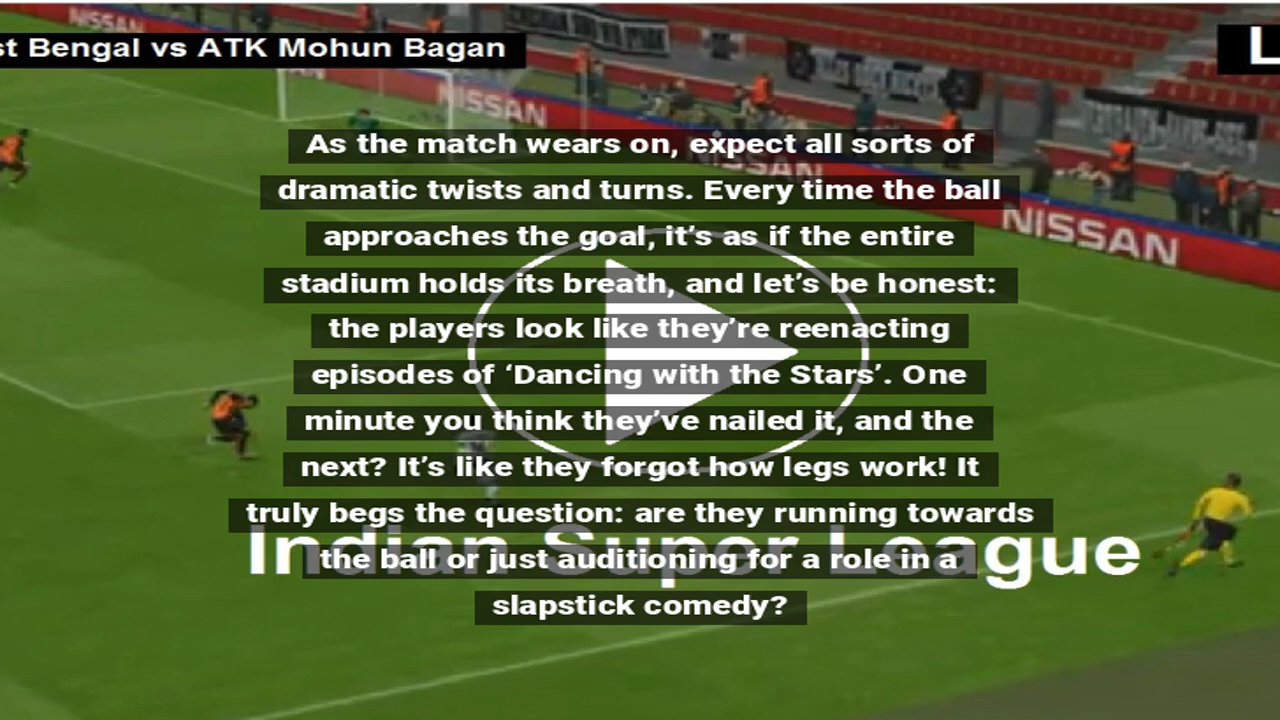 NISSAN
st Bengal vs ATK Mohun Bagan
L
NISSAN
As the match wears on, expect all sorts of
dramatic twists and turns. Every time the ball
approaches the goal, it's as if the entire
NISSAN
stadium holds its breath, and let's be honest:
the players look like they're reenacting
episodes of ‘Dancing with the Stars’. One
minute you think they've nailed it, and the
next? It's like they forgot how legs work! It
truly begs the question: are they running towards
Indian Super League
the ball or just auditioning for a role in a
slapstick comedy?